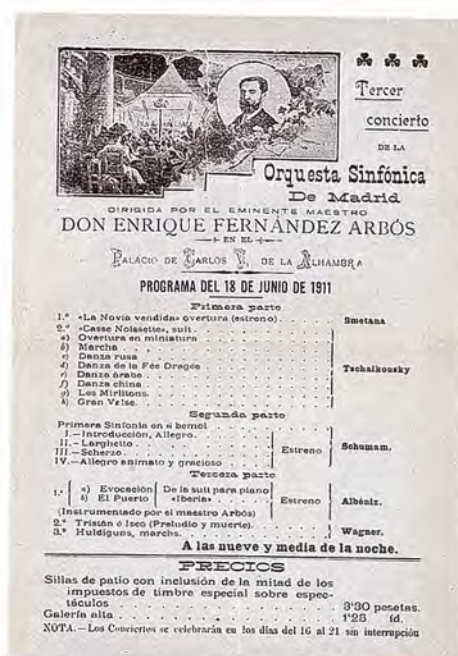 Tercer
concierto
DE LA
Orquesta Sinfónica
De Madrid
DIRIGIDA POR EL EMINENTE MAESTRO
DON ENRIQUE FERNÁNDEZ ARBÓS
EN EL
PALACIO DE CARLOS V. DE LA ALHAMBRA
PROGRAMA DEL 18 DE JUNIO DE 1911
Primera parte
1.º «La Novia vendida» overtura (estreno) Smetana
2.º «Casse Noissette», suit.
a) Overtura en miniatura
b) Marcha
c) Danza rusa
d) Danza de la Fée Dragée Tschaikousky
e) Danza árabe
f) Danza china
g) Les Mirlitons.
h) Gran Valse.
Segunda parte
Primera Sinfonía en si bemol
I.—Introducción, Allegro.
II.—Larghetto Estreno Schumam.
III.—Scherzo
IV.—Allegro animato y gracioso
Tercera parte
1.º a) Evocación De la suit para piano Estreno Albéniz.
b) El Puerto «Iberia»
(Instrumentado por el maestro Arbós)
2.º Tristán é Iseo (Preludio y muerte). Wagner.
3.º Huldiguns, marcha.
A las nueve y media de la noche.
PRECIOS
Sillas de patio con inclusión de la mitad de los
impuestos de timbre especial sobre espec-
táculos 3'30 pesetas.
Galería alta 1'25 íd.
NOTA.—Los Conciertos se celebrarán en los días del 16 al 21 sin interrupción